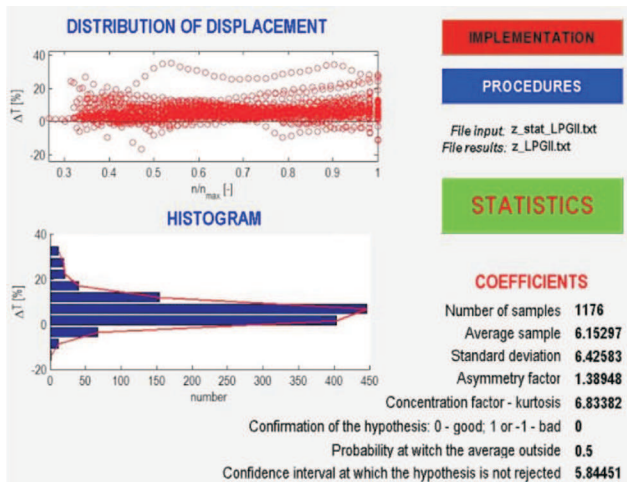 DISTRIBUTION OF DISPLACEMENT
40
20
0
-20
ΔT [%]
0.3 0.4 0.5 0.6 0.7 0.8 0.9 1
n/nmax [-]
HISTOGRAM
40
20
0
-20
ΔT [%]
0 50 100 150 200 250 300 350 400 450
number
IMPLEMENTATION
PROCEDURES
File input: z_stat_LPGII.txt
File results: z_LPGII.txt
STATISTICS
COEFFICIENTS
Number of samples 1176
Average sample 6.15297
Standard deviation 6.42583
Asymmetry factor 1.38948
Concentration factor - kurtosis 6.83382
Confirmation of the hypothesis: 0 - good; 1 or -1 - bad 0
Probability at witch the average outside 0.5
Confidence interval at which the hypothesis is not rejected 5.84451